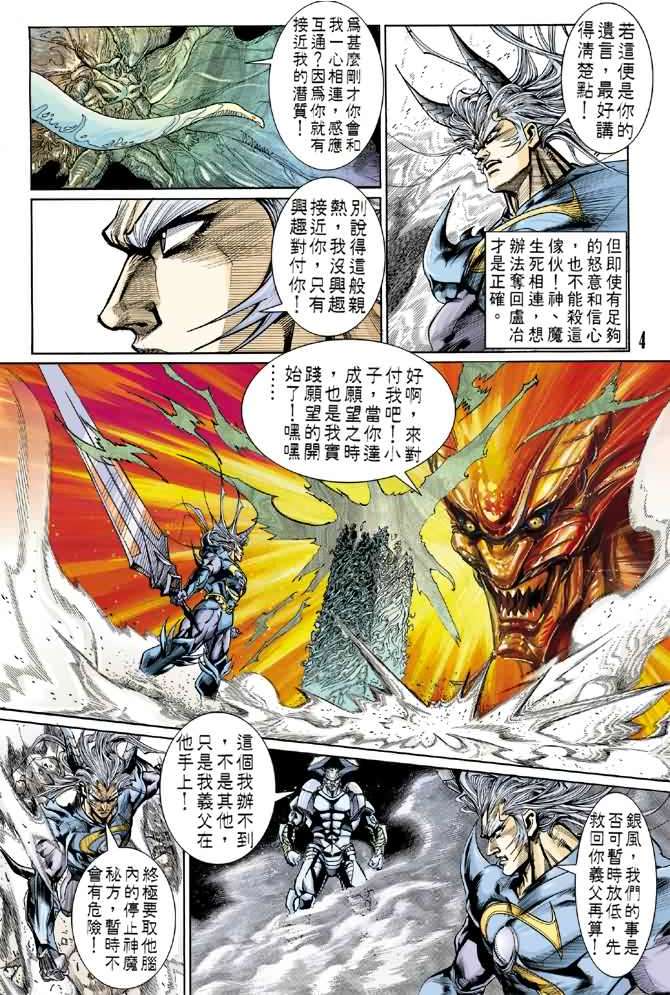 若這便是你的
遺言，最好講
得清楚點！
為甚麼剛才你會和
我一心相連，感應
互通？因為你就有
接近我的潛質！
但即使有足夠
的怒意和信心
，也不能殺這
傢伙！神、魔
生死相連，想
辦法奪回盧冶
才是正確。
別說得這般親
熱，我沒興趣
接近你，只有
興趣對付你！
4
好啊，來對
付我吧！小
子，當你達
成願望之時
，也是我實
踐願望的開
始了！嘿嘿
……
銀風，我們的事是
否可暫時放低，先
救回你義父再算！
這個我辦不到
，不是其他，
只是我義父在
他手上！
終極要取他腦
內的停止神魔
秘方，暫時不
會有危險！